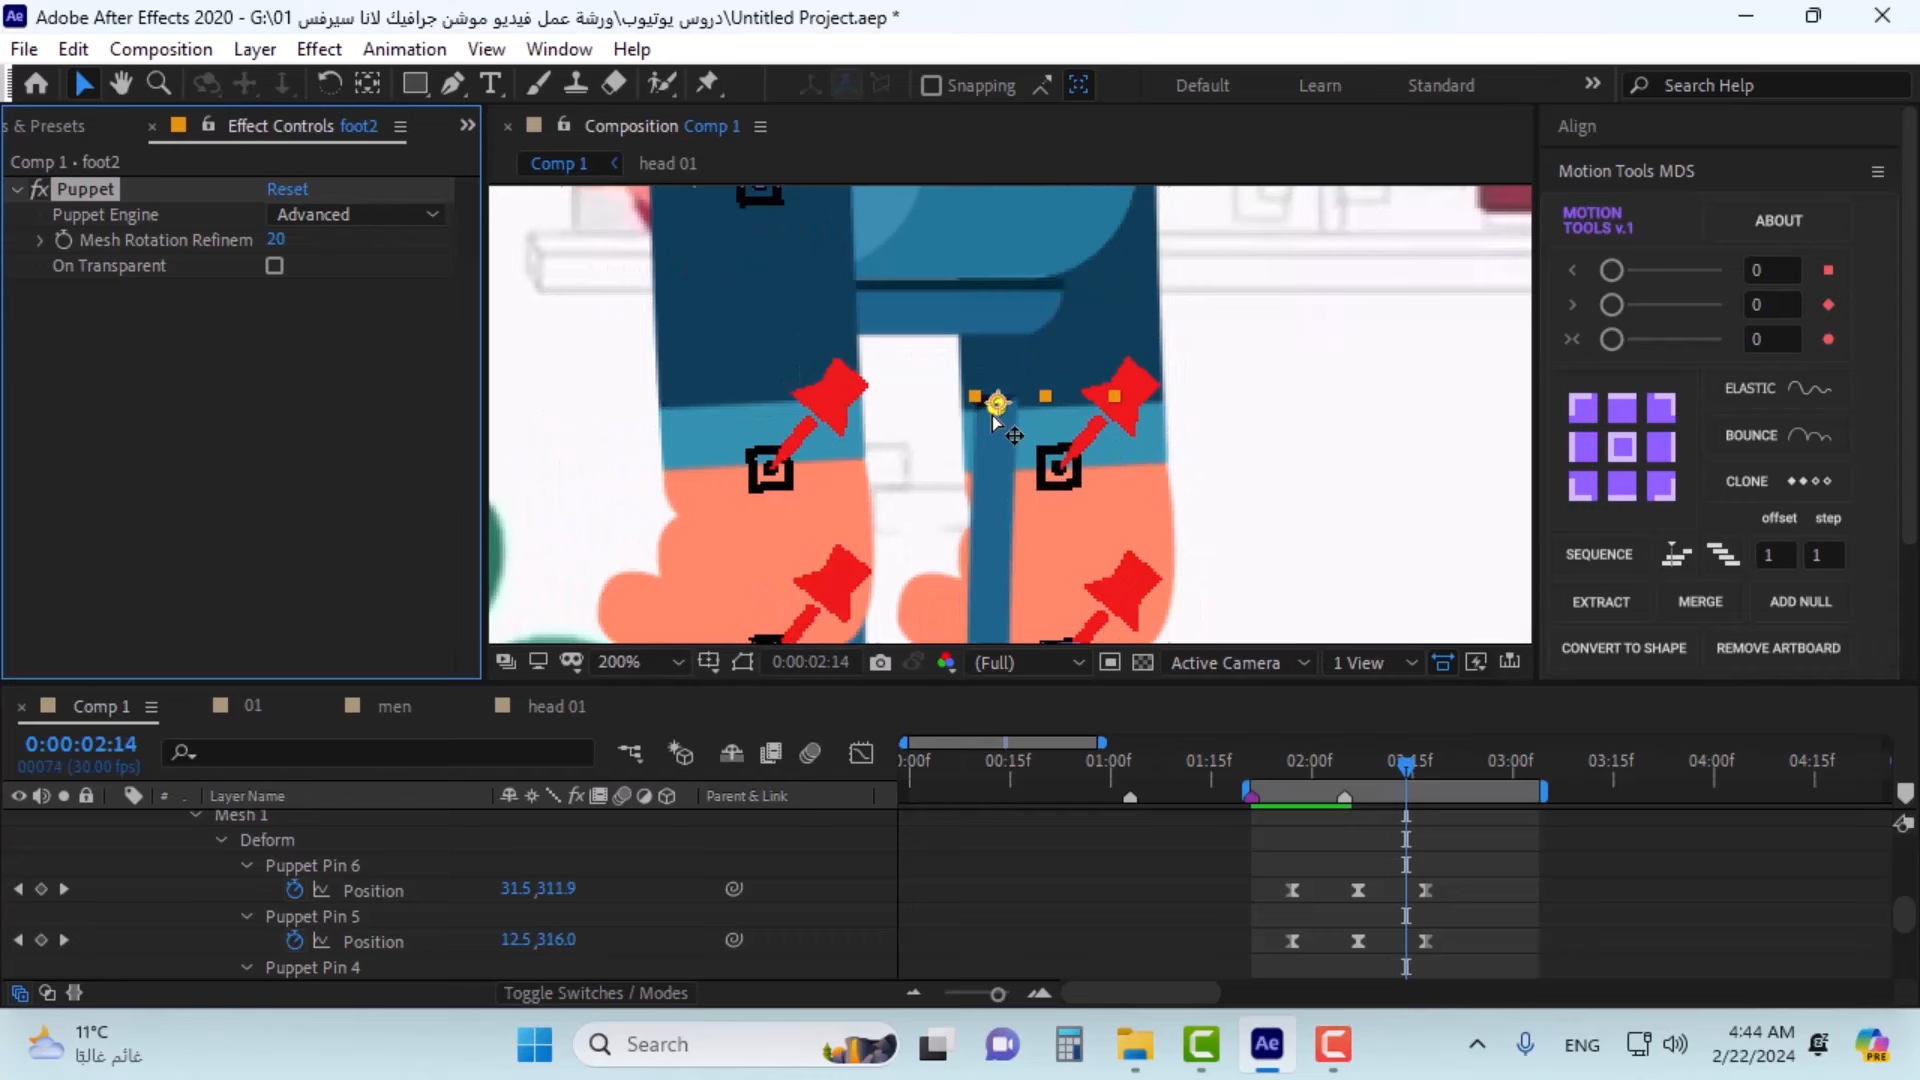 Adobe After Effects 2020 - G:\01 دروس يوتيوب\ورشة عمل فيديو موشن جرافيك لانا سيرفس\Untitled Project.aep *
File Edit Composition Layer Effect Animation View Window Help
Snapping Default Learn Standard Search Help
s & Presets Effect Controls foot2
Comp 1 • foot2
fx Puppet Reset
Puppet Engine Advanced
Mesh Rotation Refinem 20
On Transparent
Composition Comp 1
Comp 1 head 01
200% 0:00:02:14 (Full) Active Camera 1 View
Align
Motion Tools MDS
MOTION TOOLS v.1 ABOUT
0
0
0
ELASTIC
BOUNCE
CLONE
offset step
SEQUENCE 1 1
EXTRACT MERGE ADD NULL
CONVERT TO SHAPE REMOVE ARTBOARD
Comp 1 01 men head 01
0:00:02:14
00074 (30.00 fps)
0:00f 00:15f 01:00f 01:15f 02:00f 02:15f 03:00f 03:15f 04:00f 04:15f
# . Layer Name fx Parent & Link
Mesh 1
Deform
Puppet Pin 6
Position 31.5,311.9
Puppet Pin 5
Position 12.5,316.0
Puppet Pin 4
Toggle Switches / Modes
11°C
غائم غالبًا
Search
Ae
ENG
4:44 AM
2/22/2024
PRE